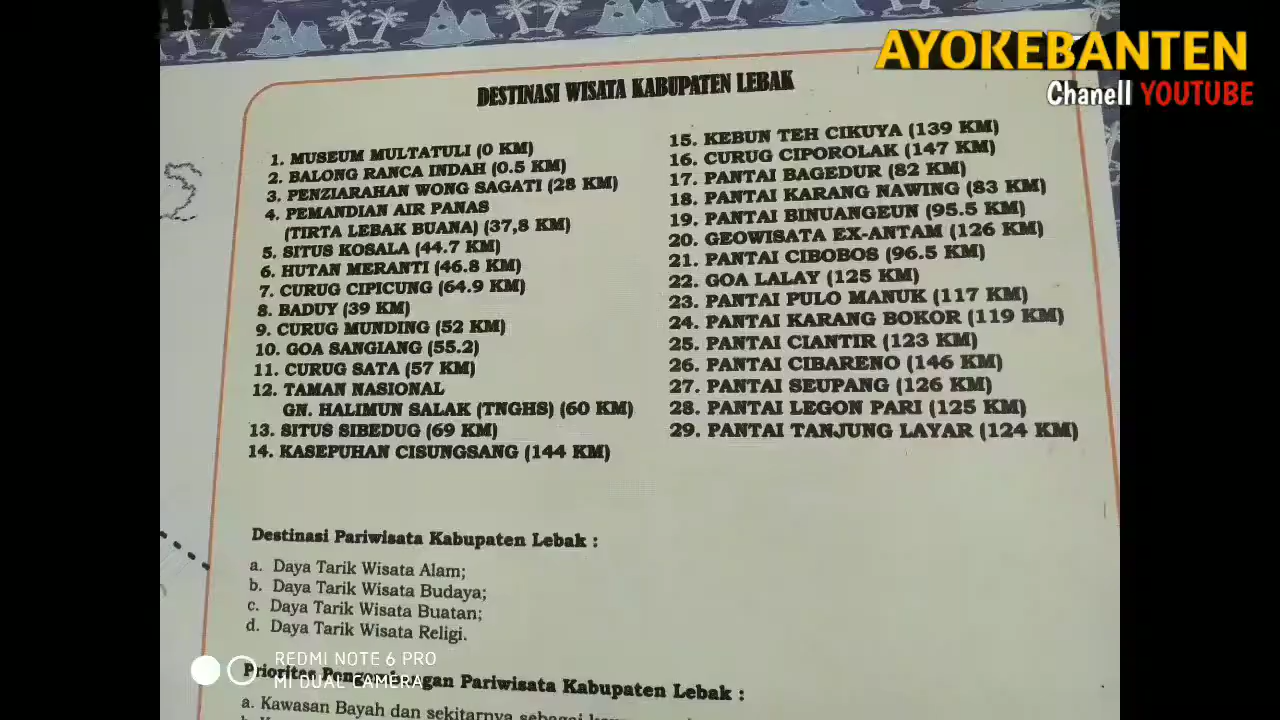 AYOKEBANTEN
Chanell YOUTUBE
DESTINASI WISATA KABUPATEN LEBAK
1. MUSEUM MULTATULI (0 KM)
2. BALONG RANCA INDAH (0.5 KM)
3. PENZIARAHAN WONG SAGATI (28 KM)
4. PEMANDIAN AIR PANAS
(TIRTA LEBAK BUANA) (37,8 KM)
5. SITUS KOSALA (44.7 KM)
6. HUTAN MERANTI (46.8 KM)
7. CURUG CIPICUNG (64.9 KM)
8. BADUY (39 KM)
9. CURUG MUNDING (52 KM)
10. GOA SANGIANG (55.2)
11. CURUG SATA (57 KM)
12. TAMAN NASIONAL
GN. HALIMUN SALAK (TNGHS) (60 KM)
13. SITUS SIBEDUG (69 KM)
14. KASEPUHAN CISUNGSANG (144 KM)
15. KEBUN TEH CIKUYA (139 KM)
16. CURUG CIPOROLAK (147 KM)
17. PANTAI BAGEDUR (82 KM)
18. PANTAI KARANG NAWING (83 KM)
19. PANTAI BINUANGEUN (95.5 KM)
20. GEOWISATA EX-ANTAM (126 KM)
21. PANTAI CIBOBOS (96.5 KM)
22. GOA LALAY (125 KM)
23. PANTAI PULO MANUK (117 KM)
24. PANTAI KARANG BOKOR (119 KM)
25. PANTAI CIANTIR (123 KM)
26. PANTAI CIBARENO (146 KM)
27. PANTAI SEUPANG (126 KM)
28. PANTAI LEGON PARI (125 KM)
29. PANTAI TANJUNG LAYAR (124 KM)
Destinasi Pariwisata Kabupaten Lebak :
a. Daya Tarik Wisata Alam;
b. Daya Tarik Wisata Budaya;
c. Daya Tarik Wisata Buatan;
d. Daya Tarik Wisata Religi.
REDMI NOTE 6 PRO
MI DUAL CAMERA
Prioritas Pengembangan Pariwisata Kabupaten Lebak :
a. Kawasan Bayah dan sekitarnya sebagai